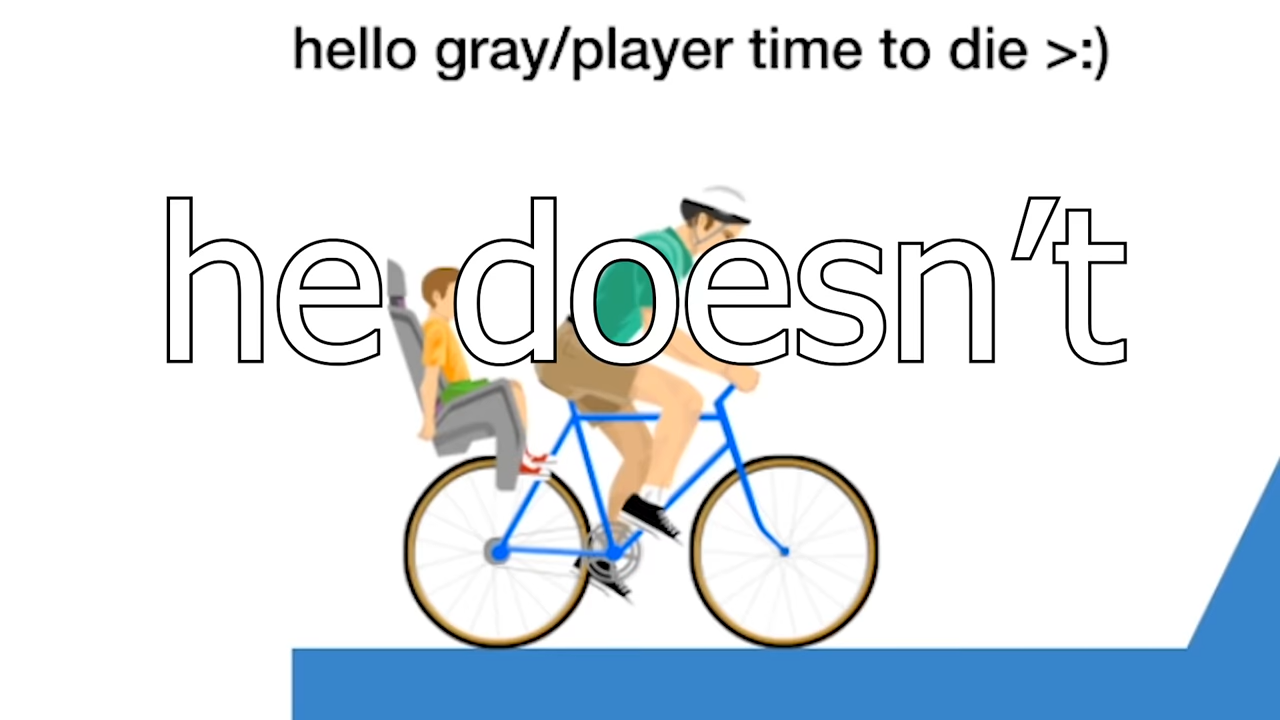 hello gray/player time to die >:)
he doesn’t